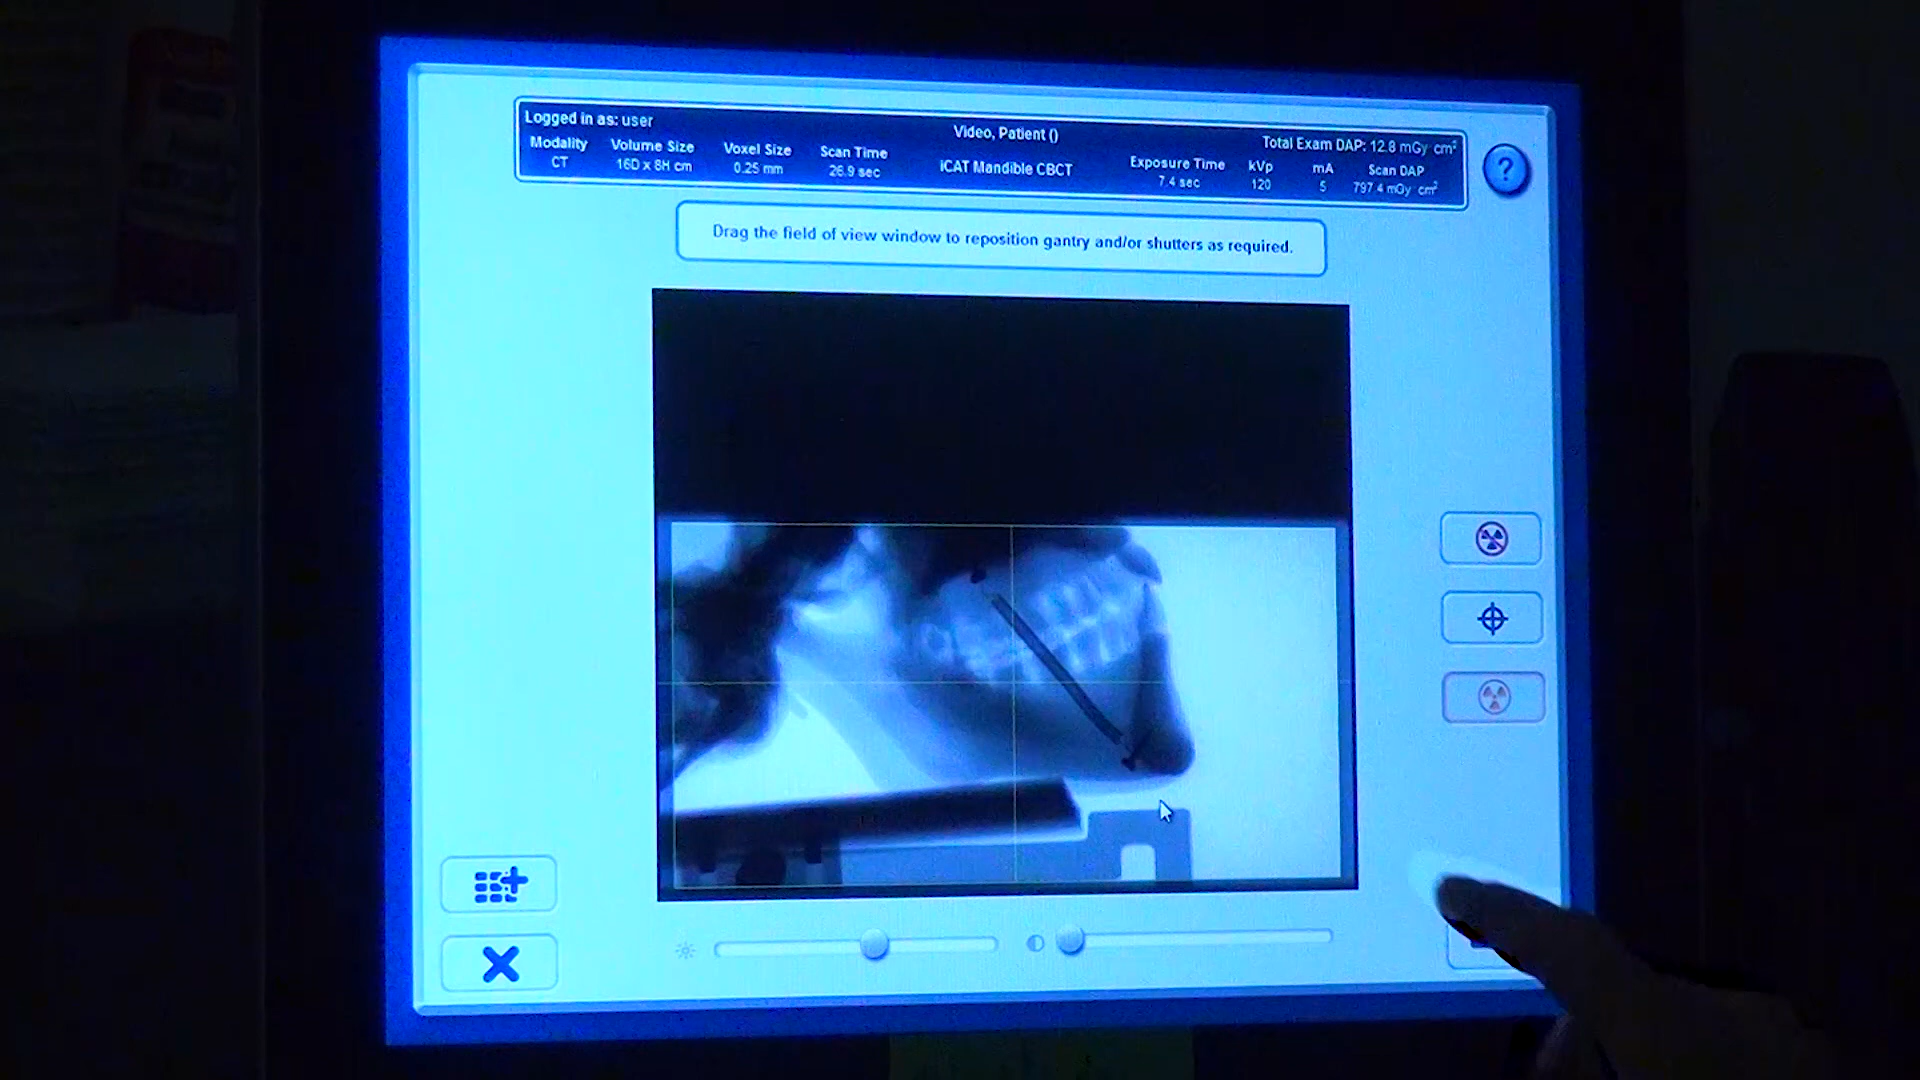 Logged in as: user
Video, Patient ()
Total Exam DAP: 12.8 mGy cm²
Modality Volume Size Voxel Size Scan Time iCAT Mandible CBCT Exposure Time kVp mA Scan DAP
CT 16D x 8H cm 0.25 mm 26.9 sec 7.4 sec 120 5 797.4 mGy cm²
?
Drag the field of view window to reposition gantry and/or shutters as required.